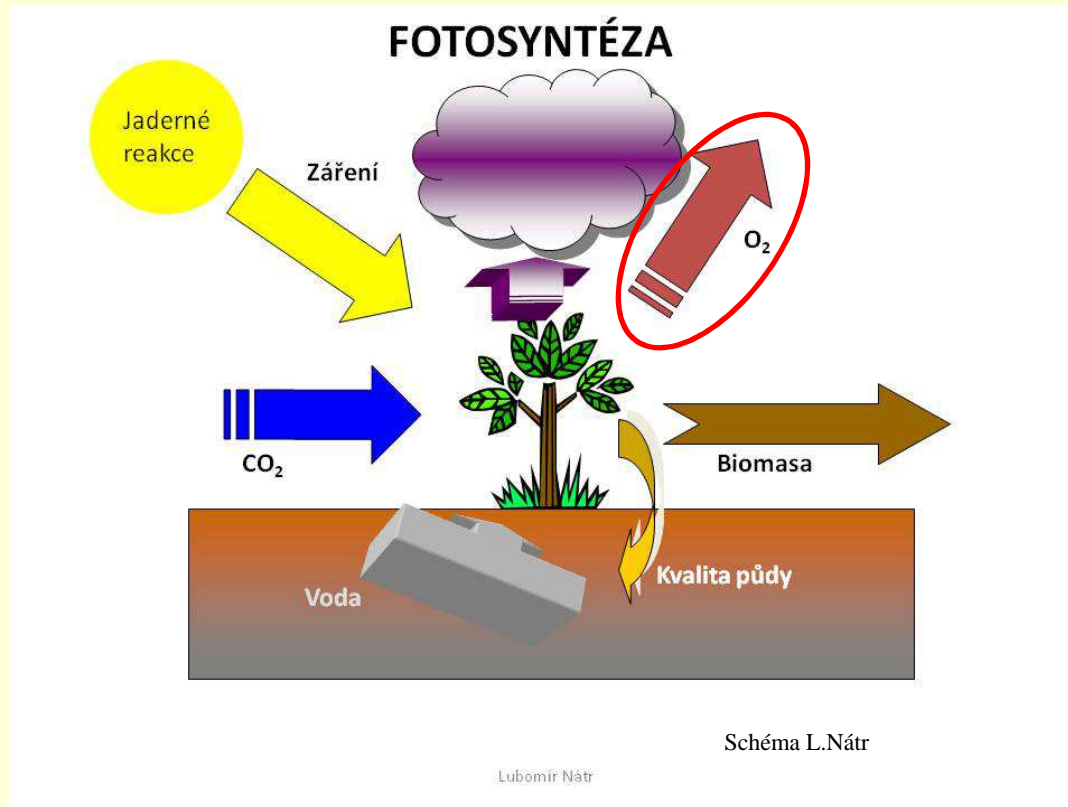 FOTOSYNTÉZA
Jaderné
reakce
Záření
O₂
CO₂
Biomasa
Voda
Kvalita půdy
Schéma L.Nátr
Lubomír Nátr